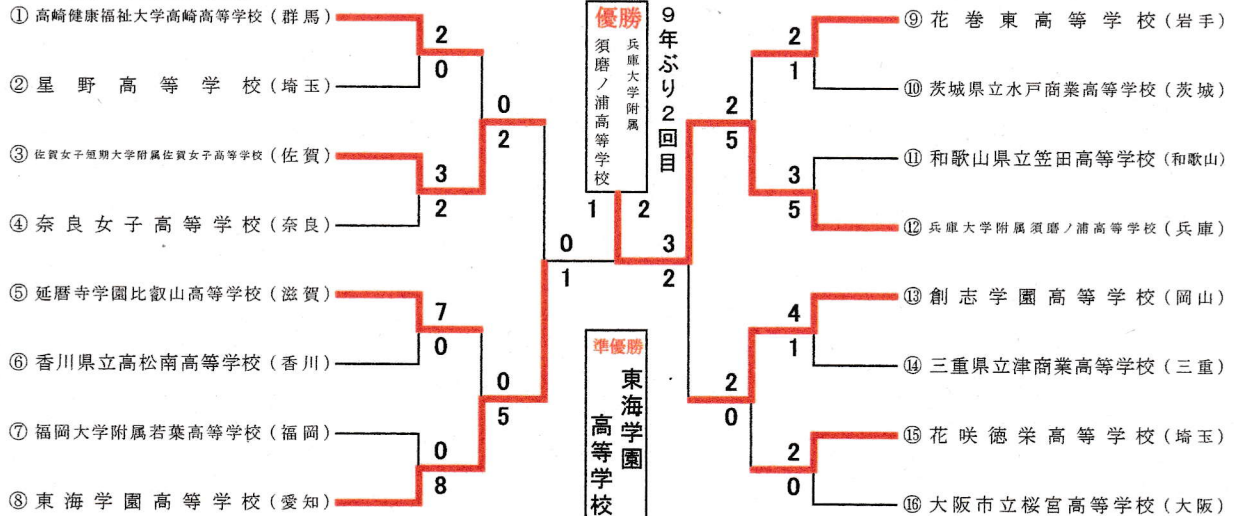 ①高崎健康福祉大学高崎高等学校(群馬)
2
0
②星野高等学校(埼玉)
0
2
③佐賀女子短期大学附属佐賀女子高等学校(佐賀)
3
2
④奈良女子高等学校(奈良)
0
1
⑤延暦寺学園比叡山高等学校(滋賀)
7
0
⑥香川県立高松南高等学校(香川)
0
5
⑦福岡大学附属若葉高等学校(福岡)
0
8
⑧東海学園高等学校(愛知)
優勝
兵庫大学附属
須磨ノ浦高等学校
9年ぶり2回目
1 2
準優勝
東海学園
高等学校
⑨花巻東高等学校(岩手)
2
1
⑩茨城県立水戸商業高等学校(茨城)
2
5
⑪和歌山県立笠田高等学校(和歌山)
3
5
⑫兵庫大学附属須磨ノ浦高等学校(兵庫)
3
2
⑬創志学園高等学校(岡山)
4
1
⑭三重県立津商業高等学校(三重)
2
0
⑮花咲徳栄高等学校(埼玉)
2
0
⑯大阪市立桜宮高等学校(大阪)